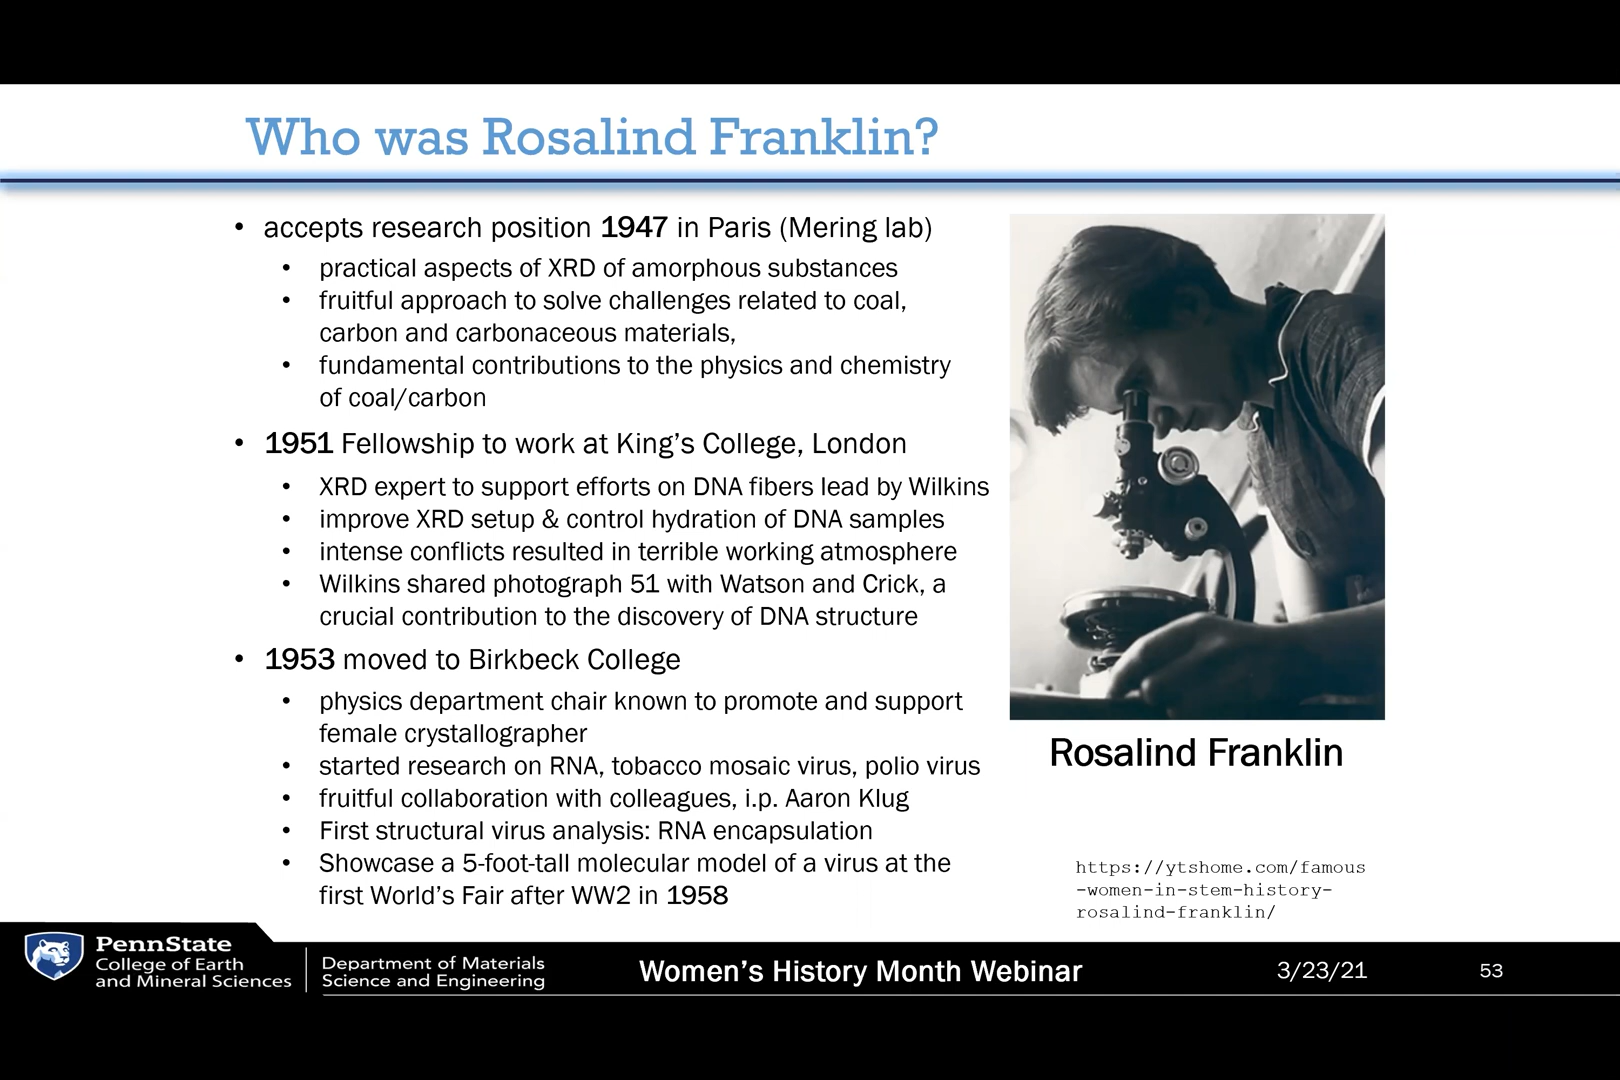 Who was Rosalind Franklin?
• accepts research position 1947 in Paris (Mering lab)
• practical aspects of XRD of amorphous substances
• fruitful approach to solve challenges related to coal,
carbon and carbonaceous materials,
• fundamental contributions to the physics and chemistry
of coal/carbon
• 1951 Fellowship to work at King's College, London
• XRD expert to support efforts on DNA fibers lead by Wilkins
• improve XRD setup & control hydration of DNA samples
• intense conflicts resulted in terrible working atmosphere
• Wilkins shared photograph 51 with Watson and Crick, a
crucial contribution to the discovery of DNA structure
• 1953 moved to Birkbeck College
• physics department chair known to promote and support
female crystallographer
• started research on RNA, tobacco mosaic virus, polio virus
• fruitful collaboration with colleagues, i.p. Aaron Klug
• First structural virus analysis: RNA encapsulation
• Showcase a 5-foot-tall molecular model of a virus at the
first World's Fair after WW2 in 1958
Rosalind Franklin
https://ytshome.com/famous
-women-in-stem-history-
rosalind-franklin/
PennState
College of Earth
and Mineral Sciences
Department of Materials
Science and Engineering
Women's History Month Webinar
3/23/21
53